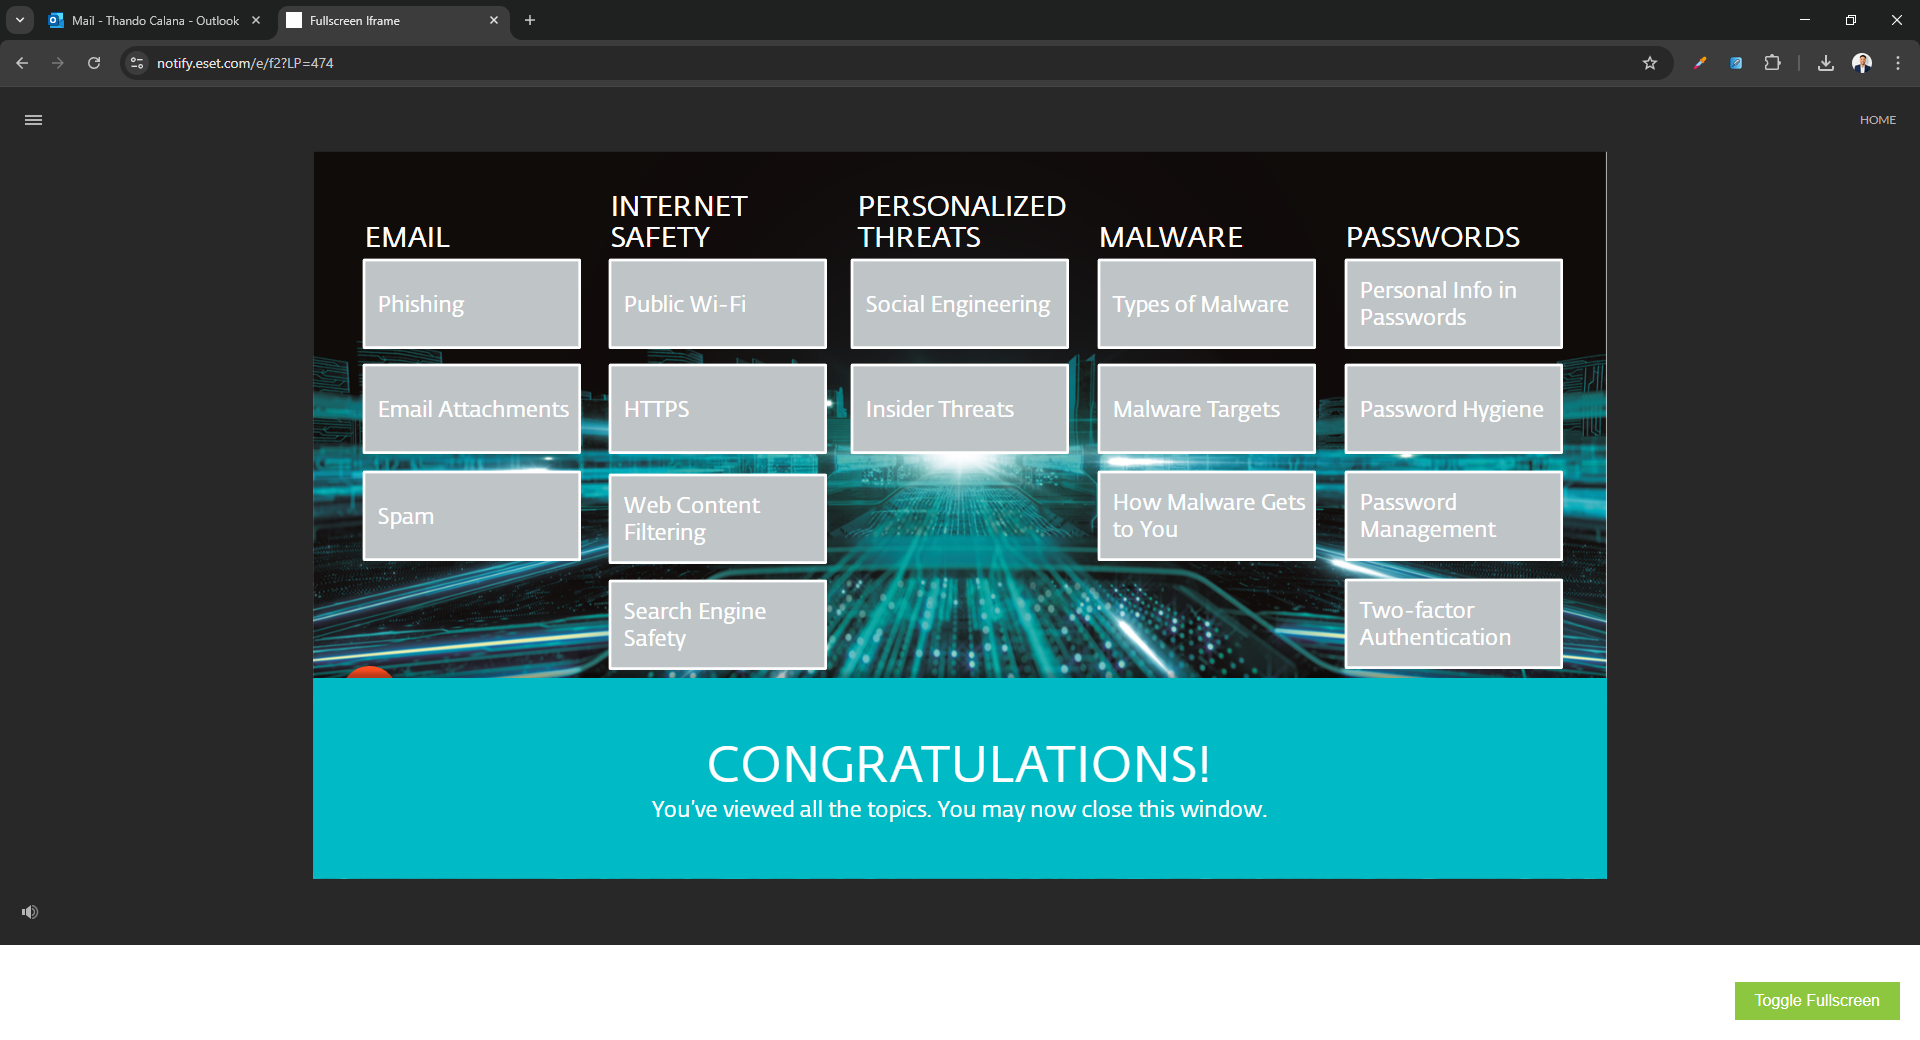 Mail - Thando Calana - Outlook
Fullscreen Iframe
notify.eset.com/e/f2?LP=474
HOME
EMAIL
Phishing
Email Attachments
Spam
INTERNET
SAFETY
Public Wi-Fi
HTTPS
Web Content
Filtering
Search Engine
Safety
PERSONALIZED
THREATS
Social Engineering
Insider Threats
MALWARE
Types of Malware
Malware Targets
How Malware Gets
to You
PASSWORDS
Personal Info in
Passwords
Password Hygiene
Password
Management
Two-factor
Authentication
CONGRATULATIONS!
You've viewed all the topics. You may now close this window.
Toggle Fullscreen